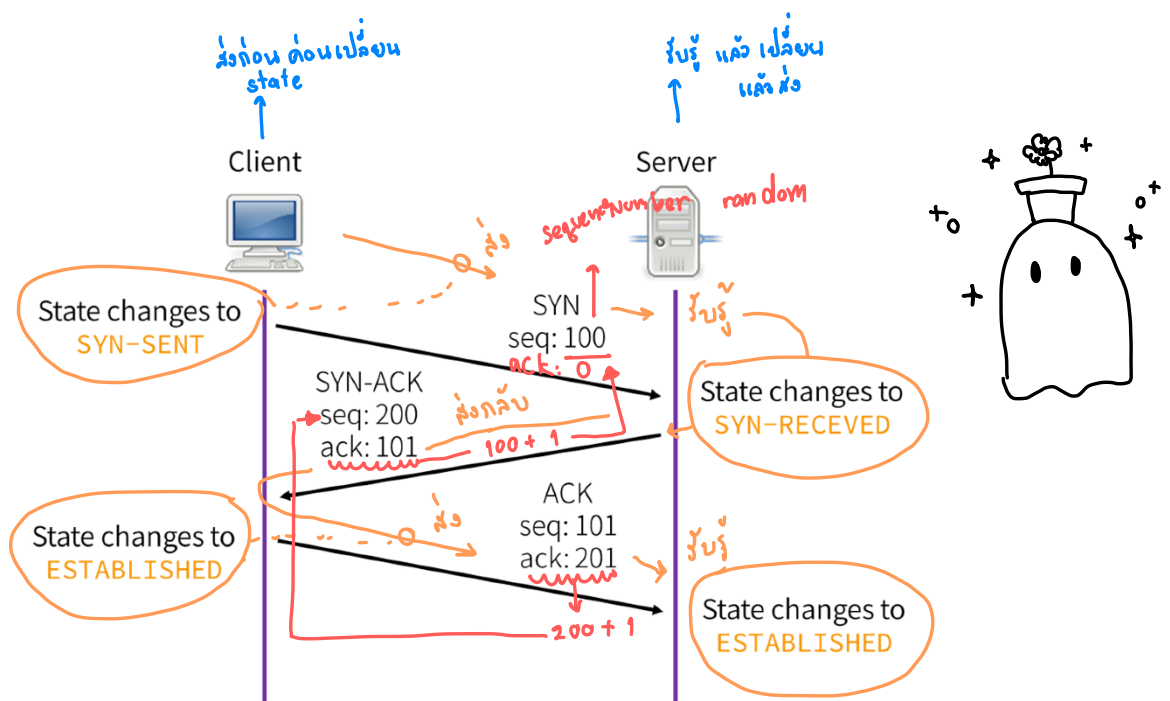 ส่งก่อน ค่อนเปลี่ยน
state
รับรู้ แล้ว เปลี่ยน
แล้ว ส่ง
Client
Server
sequenceNumber random
ส่ง
State changes to
SYN-SENT
SYN
seq: 100
ack: 0
รับรู้
SYN-ACK
seq: 200
ack: 101
ส่งกลับ
100 + 1
State changes to
SYN-RECEVED
State changes to
ESTABLISHED
ส่ง
ACK
seq: 101
ack: 201
รับรู้
200 + 1
State changes to
ESTABLISHED